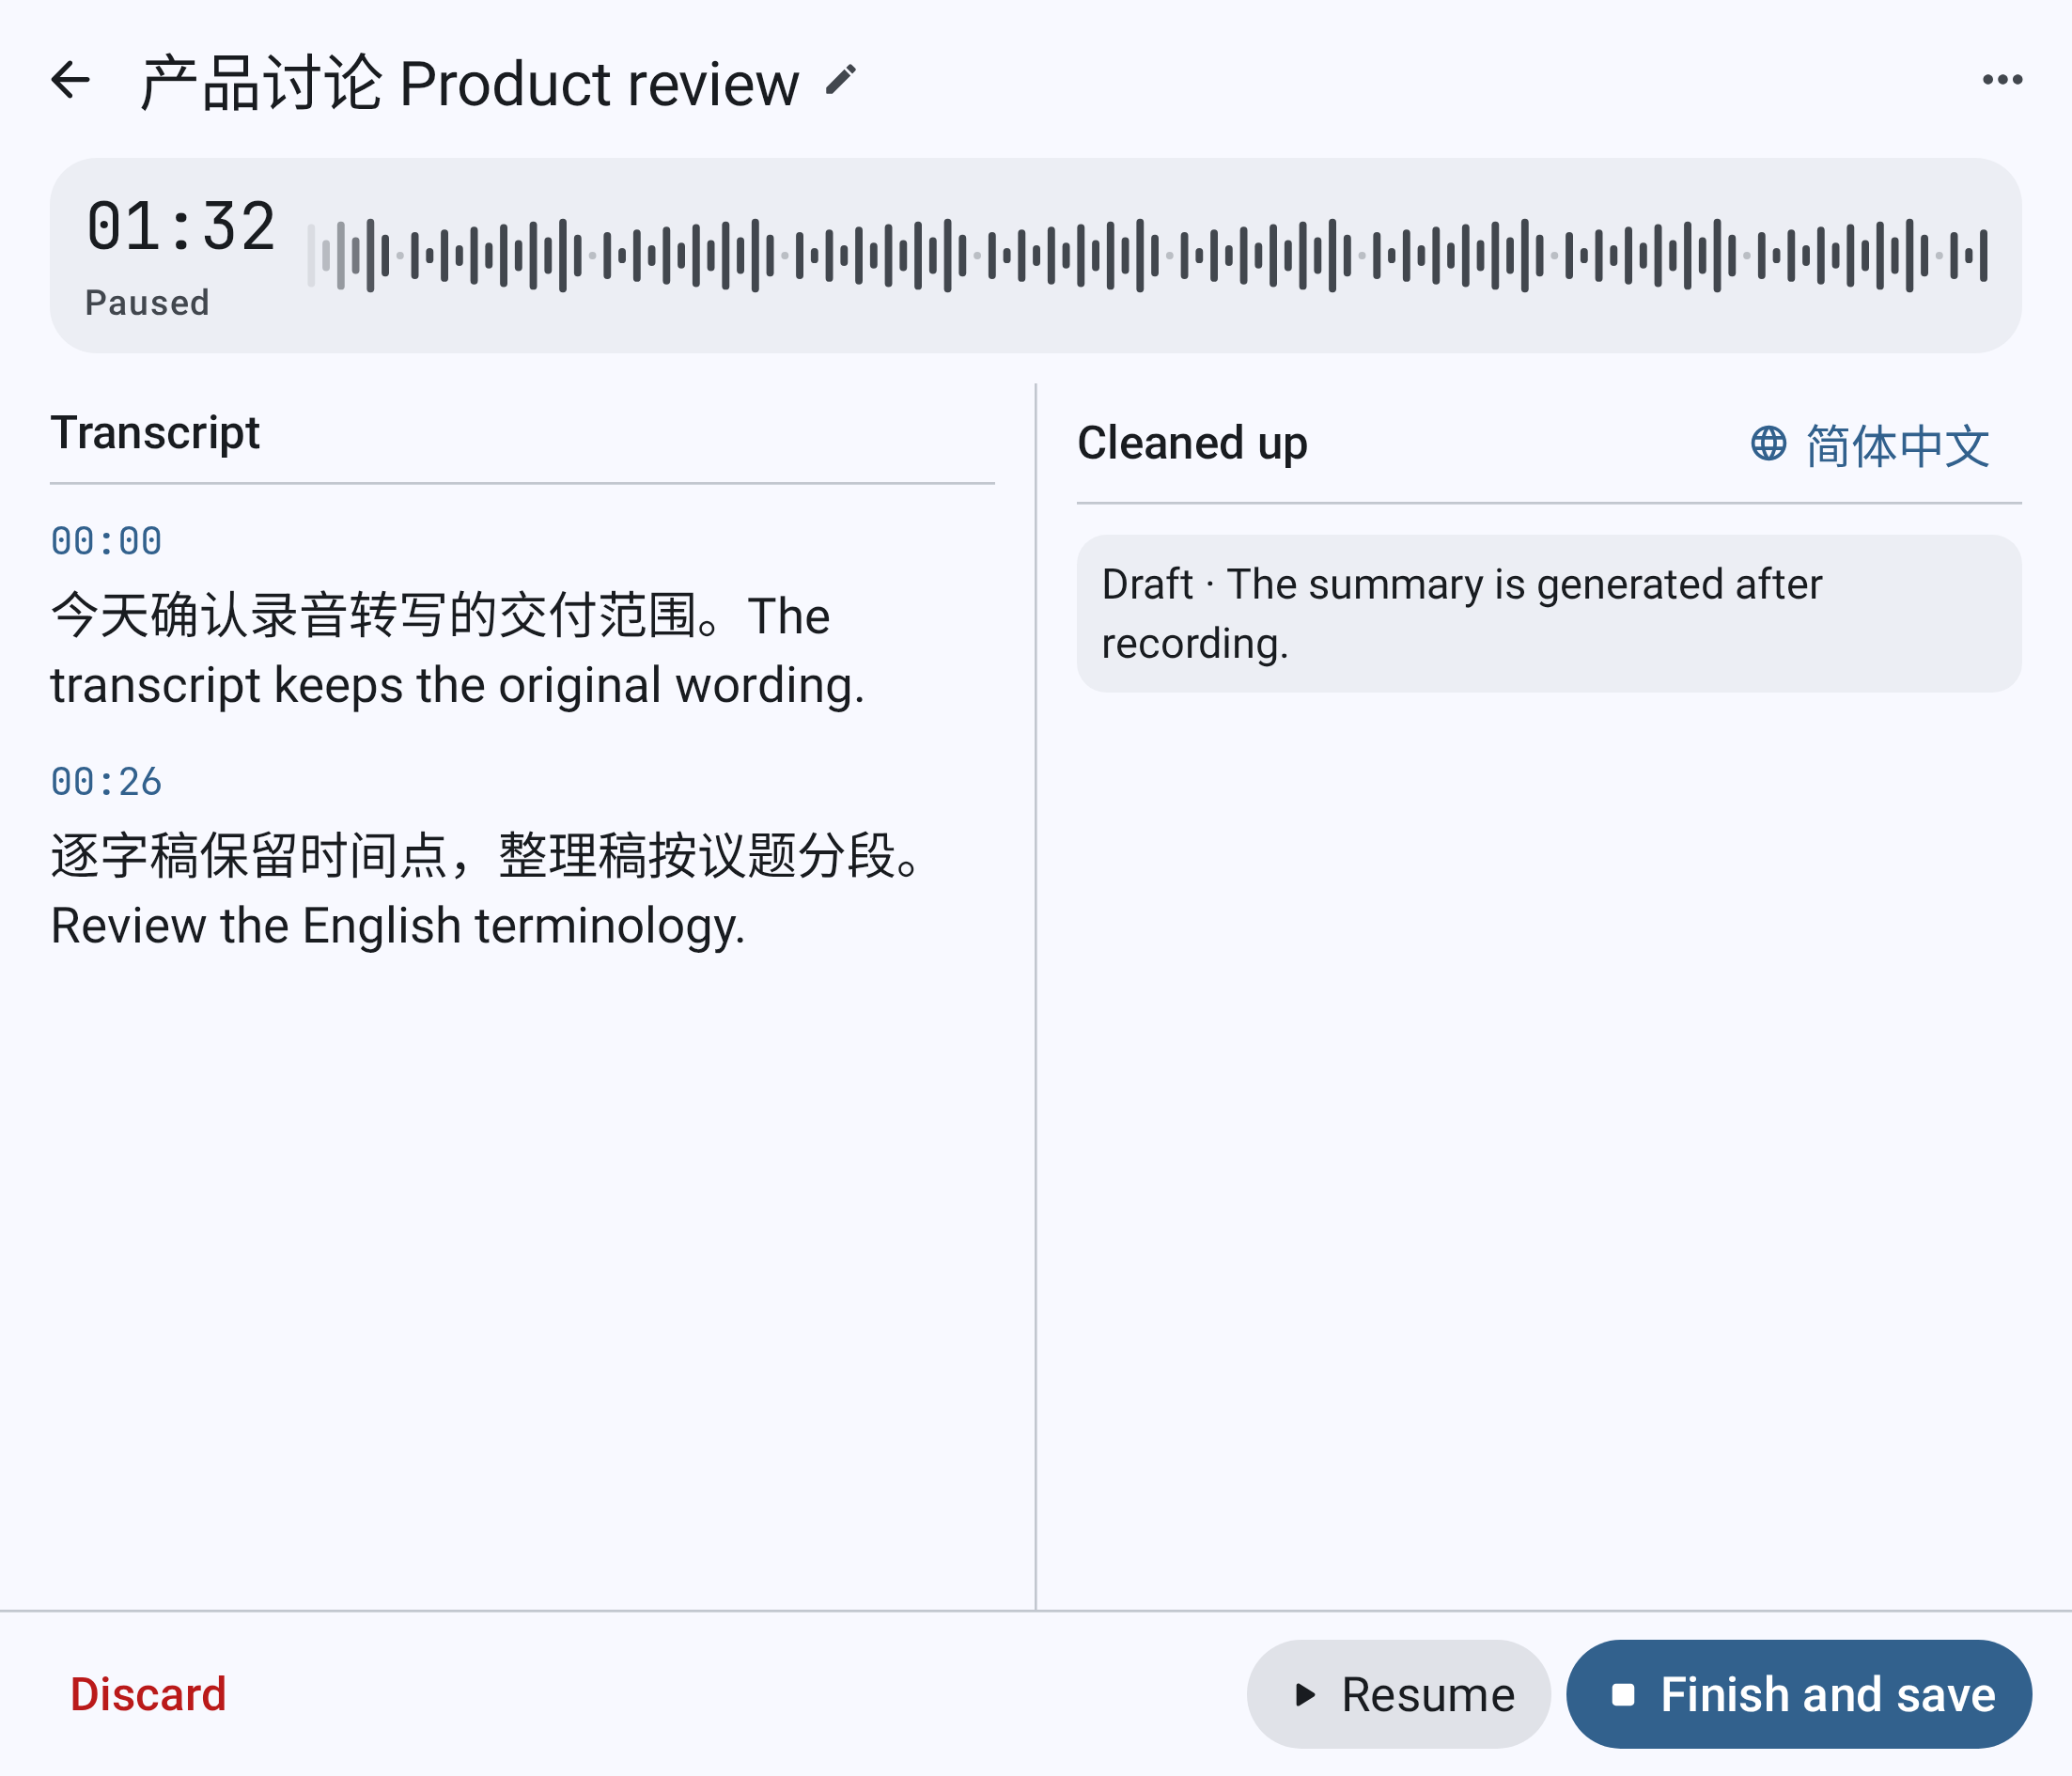 产品讨论 Product review
01:32
Paused
Transcript
00:00
今天确认录音转写的交付范围。The
transcript keeps the original wording.
00:26
逐字稿保留时间点，整理稿按议题分段。
Review the English terminology.
Cleaned up
简体中文
Draft · The summary is generated after
recording.
Discard
Resume
Finish and save